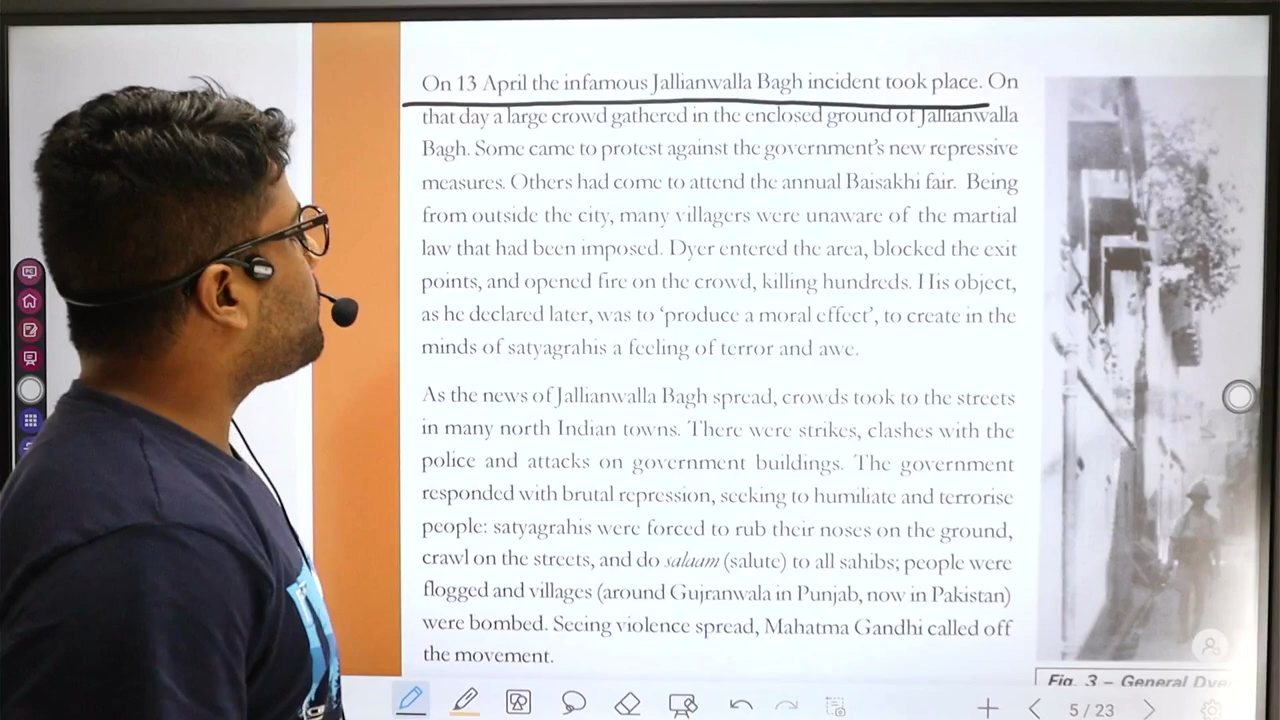 On 13 April the infamous Jallianwalla Bagh incident took place. On
that day a large crowd gathered in the enclosed ground of Jallianwalla
Bagh. Some came to protest against the government's new repressive
measures. Others had come to attend the annual Baisakhi fair. Being
from outside the city, many villagers were unaware of the martial
law that had been imposed. Dyer entered the area, blocked the exit
points, and opened fire on the crowd, killing hundreds. His object,
as he declared later, was to ‘produce a moral effect’, to create in the
minds of satyagrahis a feeling of terror and awe.
As the news of Jallianwalla Bagh spread, crowds took to the streets
in many north Indian towns. There were strikes, clashes with the
police and attacks on government buildings. The government
responded with brutal repression, seeking to humiliate and terrorise
people: satyagrahis were forced to rub their noses on the ground,
crawl on the streets, and do salaam (salute) to all sahibs; people were
flogged and villages (around Gujranwala in Punjab, now in Pakistan)
were bombed. Seeing violence spread, Mahatma Gandhi called off
the movement.
Fig. 3 – General Dye
5 / 23
PC